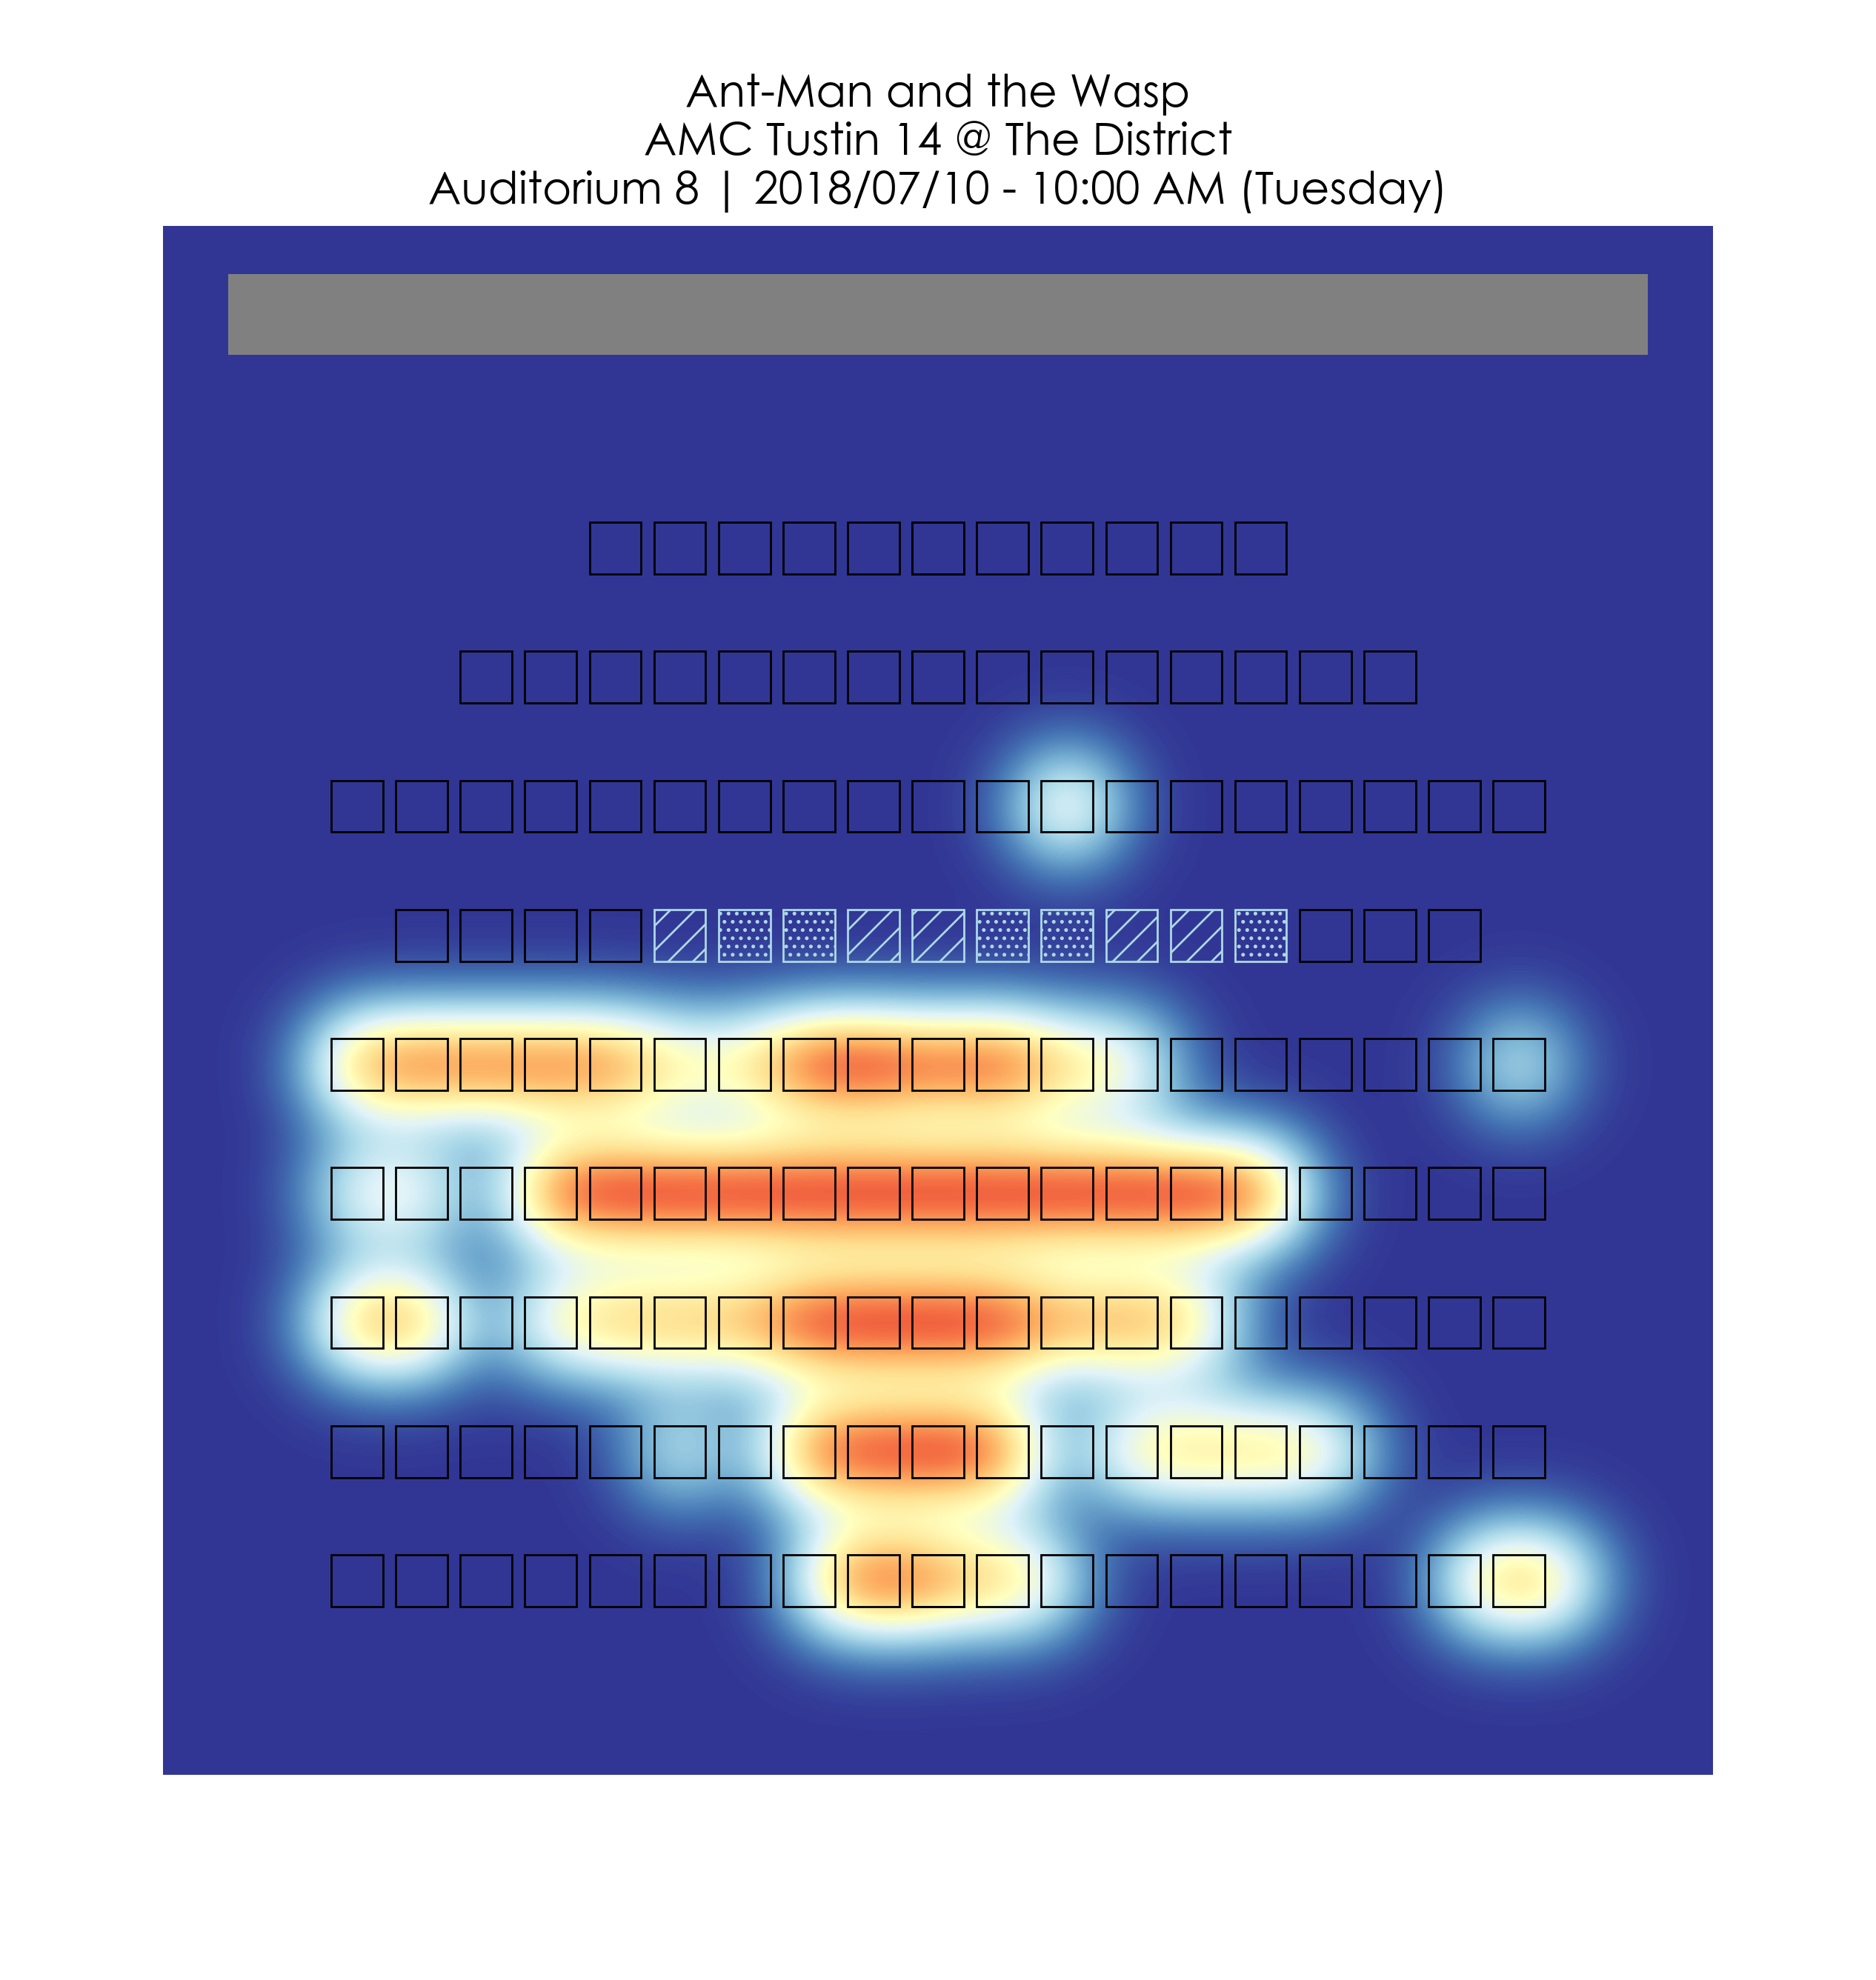 Ant-Man and the Wasp
AMC Tustin 14 @ The District
Auditorium 8 | 2018/07/10 - 10:00 AM (Tuesday)